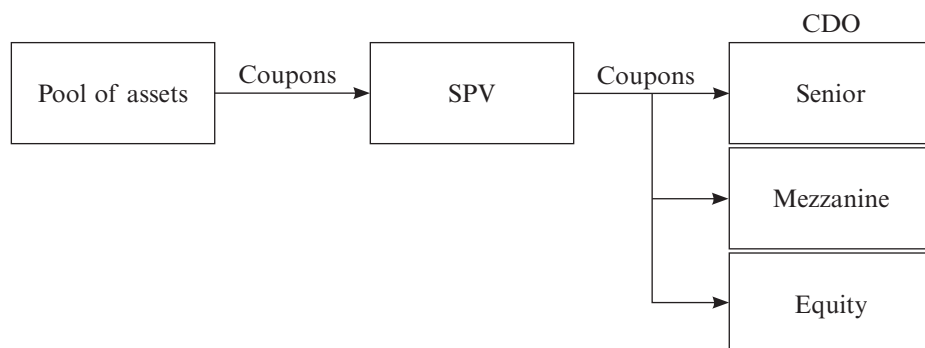 CDO
Pool of assets
Coupons
SPV
Coupons
Senior
Mezzanine
Equity